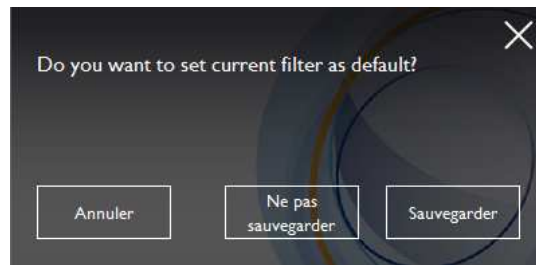 Do you want to set current filter as default?
Annuler
Ne pas
sauvegarder
Sauvegarder